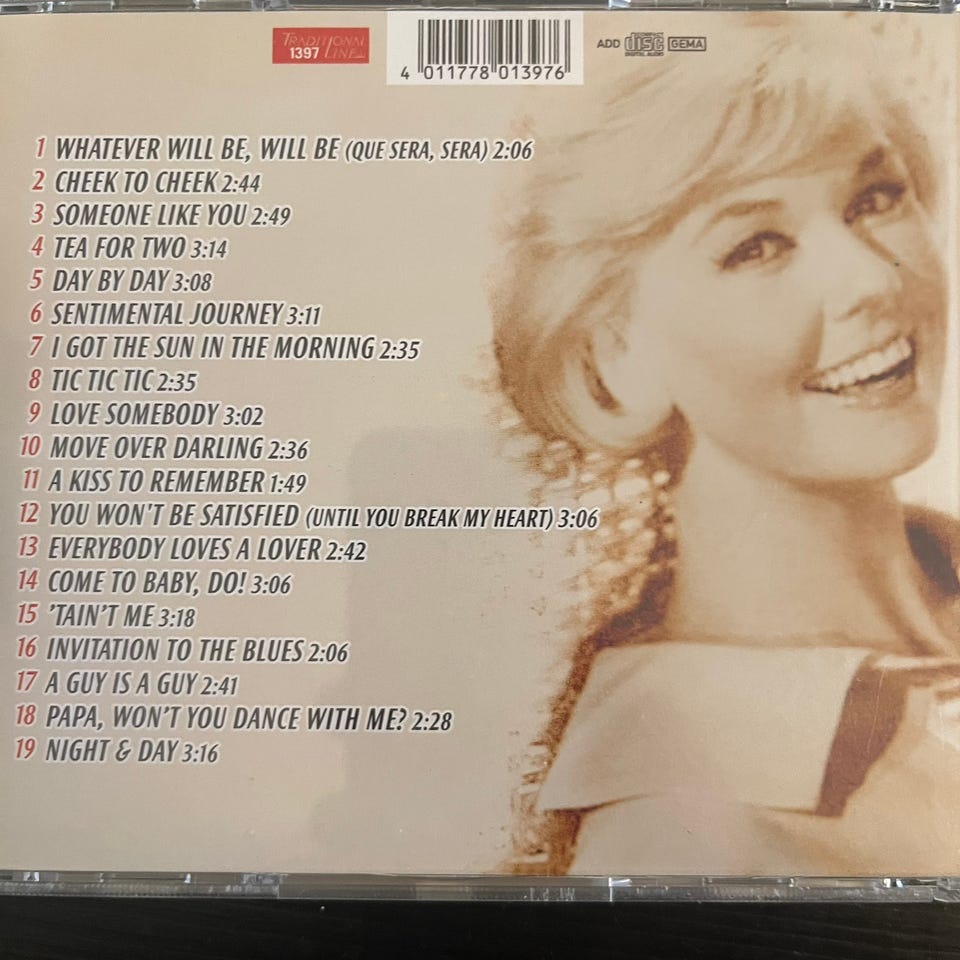 TRADITIONAL
1397 LINE
4 011778 013976
ADD COMPACT disc DIGITAL AUDIO GEMA
1 WHATEVER WILL BE, WILL BE (QUE SERA, SERA) 2:06
2 CHEEK TO CHEEK 2:44
3 SOMEONE LIKE YOU 2:49
4 TEA FOR TWO 3:14
5 DAY BY DAY 3:08
6 SENTIMENTAL JOURNEY 3:11
7 I GOT THE SUN IN THE MORNING 2:35
8 TIC TIC TIC 2:35
9 LOVE SOMEBODY 3:02
10 MOVE OVER DARLING 2:36
11 A KISS TO REMEMBER 1:49
12 YOU WON'T BE SATISFIED (UNTIL YOU BREAK MY HEART) 3:06
13 EVERYBODY LOVES A LOVER 2:42
14 COME TO BABY, DO! 3:06
15 'TAIN'T ME 3:18
16 INVITATION TO THE BLUES 2:06
17 A GUY IS A GUY 2:41
18 PAPA, WON'T YOU DANCE WITH ME? 2:28
19 NIGHT & DAY 3:16